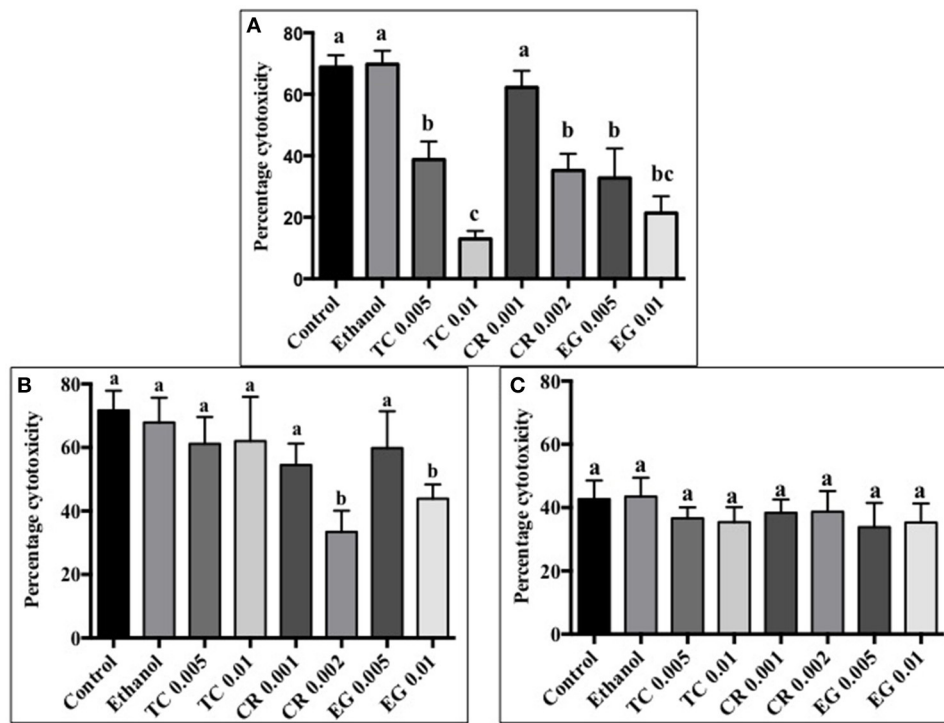 A
Percentage cytotoxicity
80
60
40
20
0
a
a
b
c
a
b
b
bc
Control
Ethanol
TC 0.005
TC 0.01
CR 0.001
CR 0.002
EG 0.005
EG 0.01
B
Percentage cytotoxicity
80
60
40
20
0
a
a
a
a
a
b
a
b
Control
Ethanol
TC 0.005
TC 0.01
CR 0.001
CR 0.002
EG 0.005
EG 0.01
C
Percentage cytotoxicity
80
60
40
20
0
a
a
a
a
a
a
a
a
Control
Ethanol
TC 0.005
TC 0.01
CR 0.001
CR 0.002
EG 0.005
EG 0.01